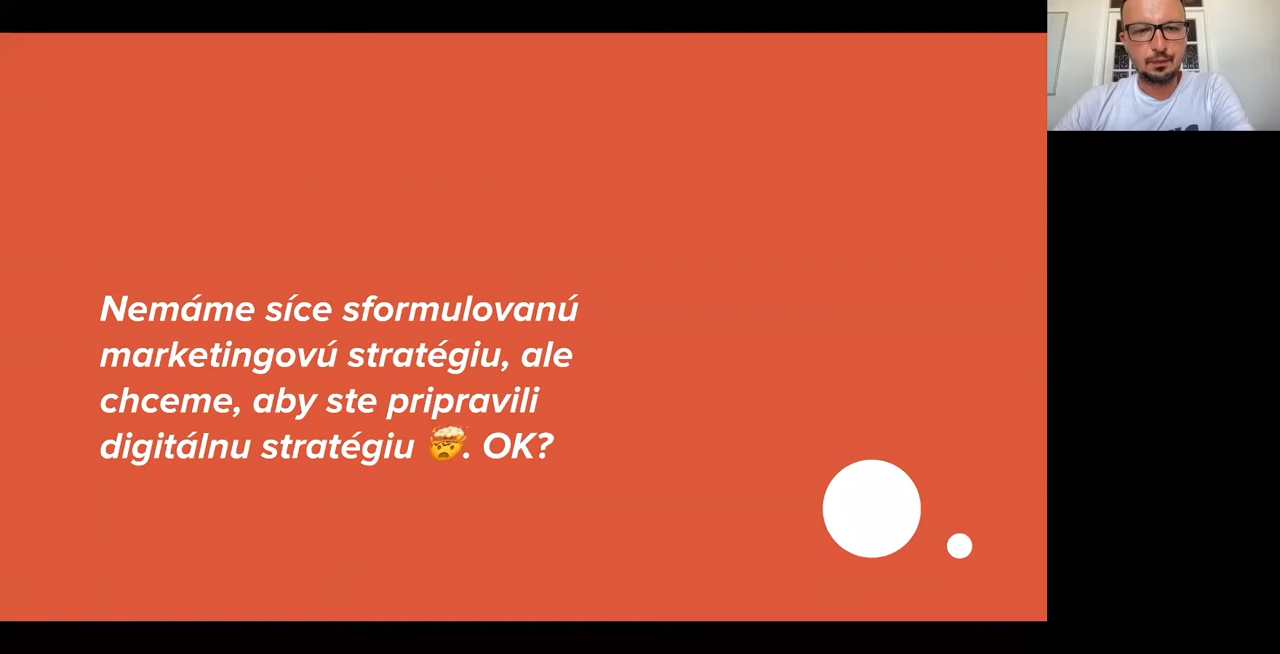 Nemáme síce sformulovanú
marketingovú stratégiu, ale
chceme, aby ste pripravili
digitálnu stratégiu 🤯. OK?